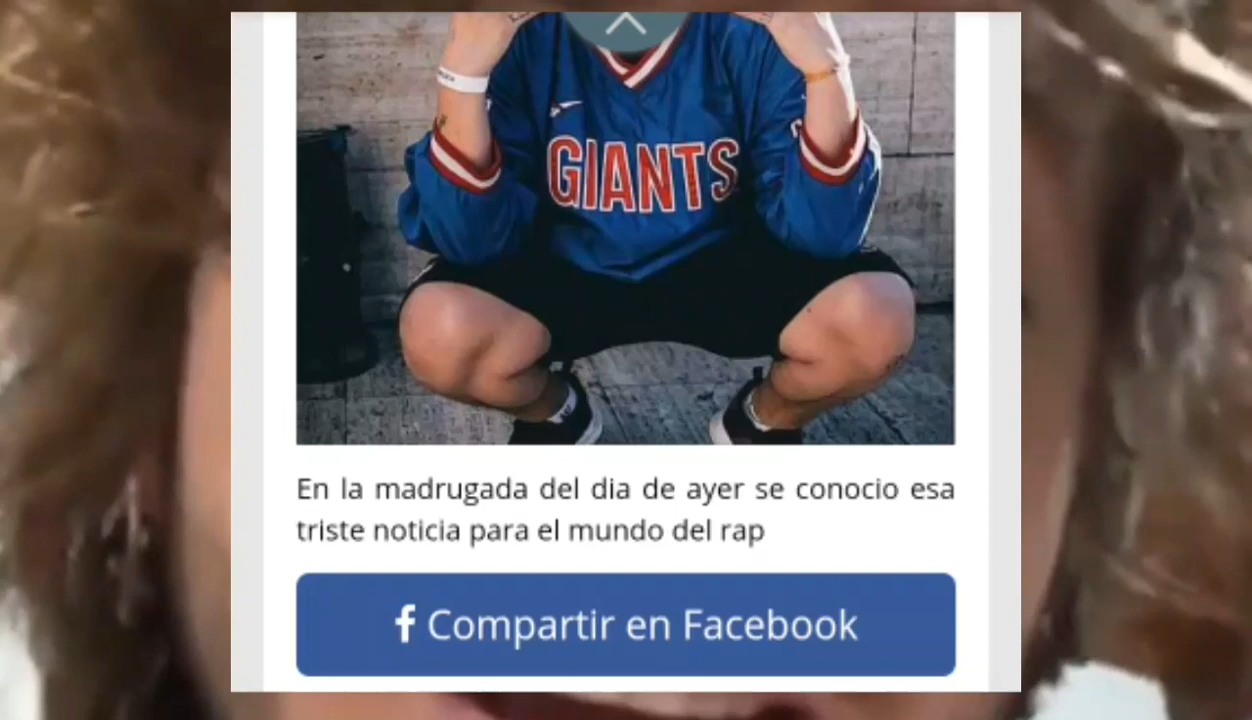 GIANTS
En la madrugada del dia de ayer se conocio esa
triste noticia para el mundo del rap
Compartir en Facebook